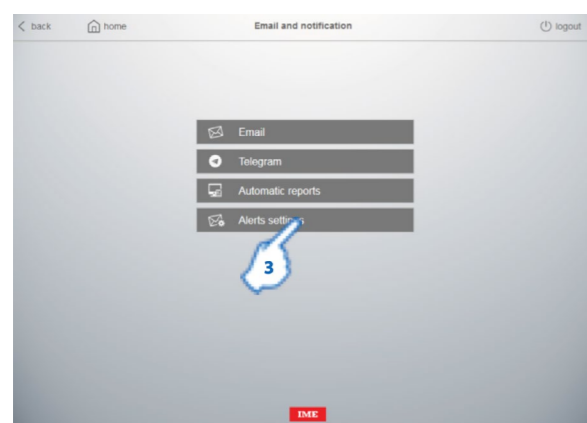 back
home
Email and notification
logout
Email
Telegram
Automatic reports
Alerts settings
3
IME